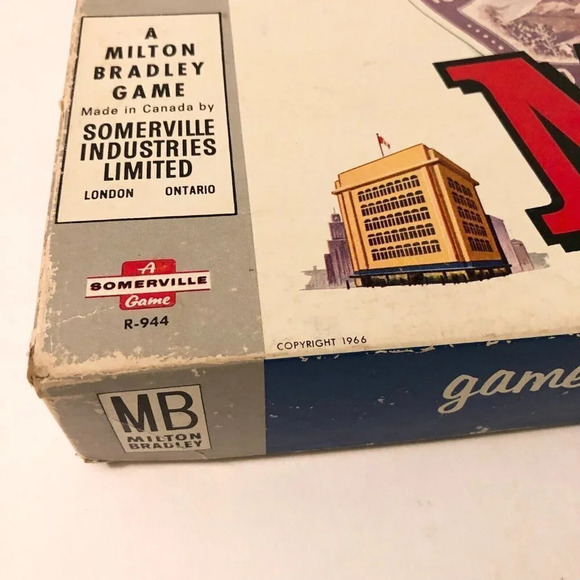 A
MILTON
BRADLEY
GAME
Made in Canada by
SOMERVILLE
INDUSTRIES
LIMITED
LONDON ONTARIO
A
SOMERVILLE
Game
R-944
COPYRIGHT 1966
MB
MILTON
BRADLEY
game